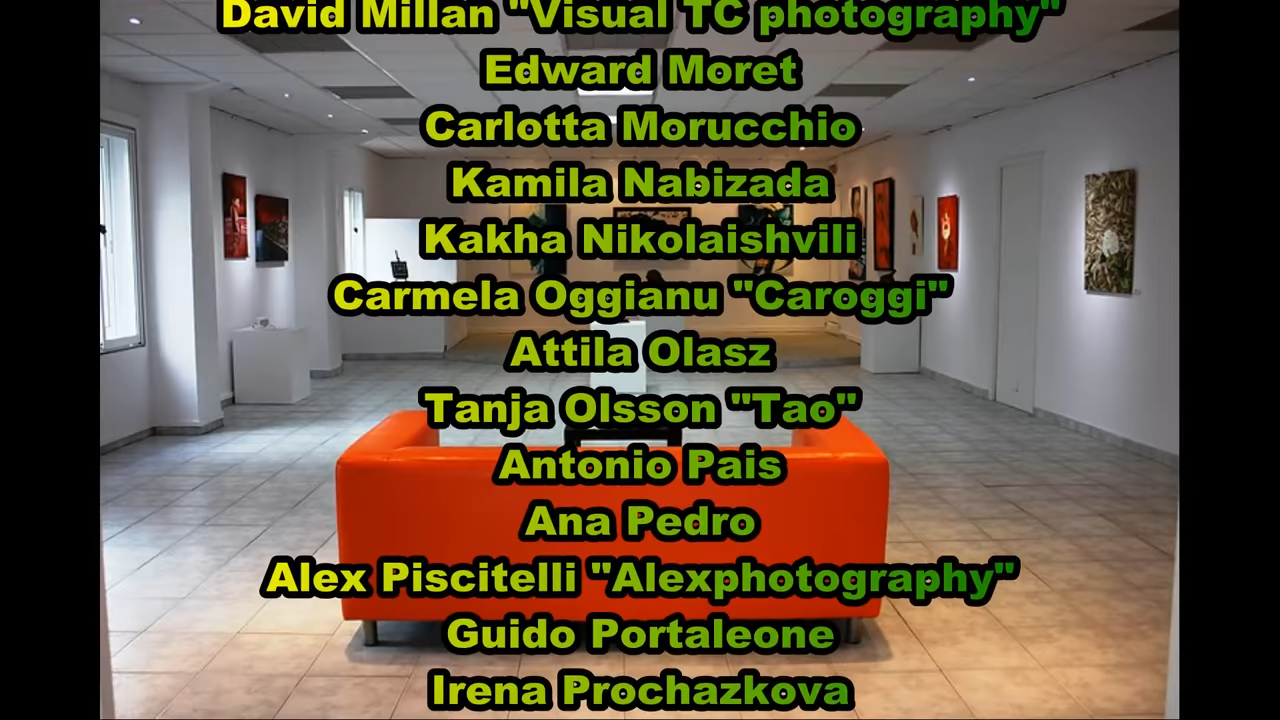 David Millan "Visual TC photography"
Edward Moret
Carlotta Morucchio
Kamila Nabizada
Kakha Nikolaishvili
Carmela Oggianu "Caroggi"
Attila Olasz
Tanja Olsson "Tao"
Antonio Pais
Ana Pedro
Alex Piscitelli "Alexphotography"
Guido Portaleone
Irena Prochazkova